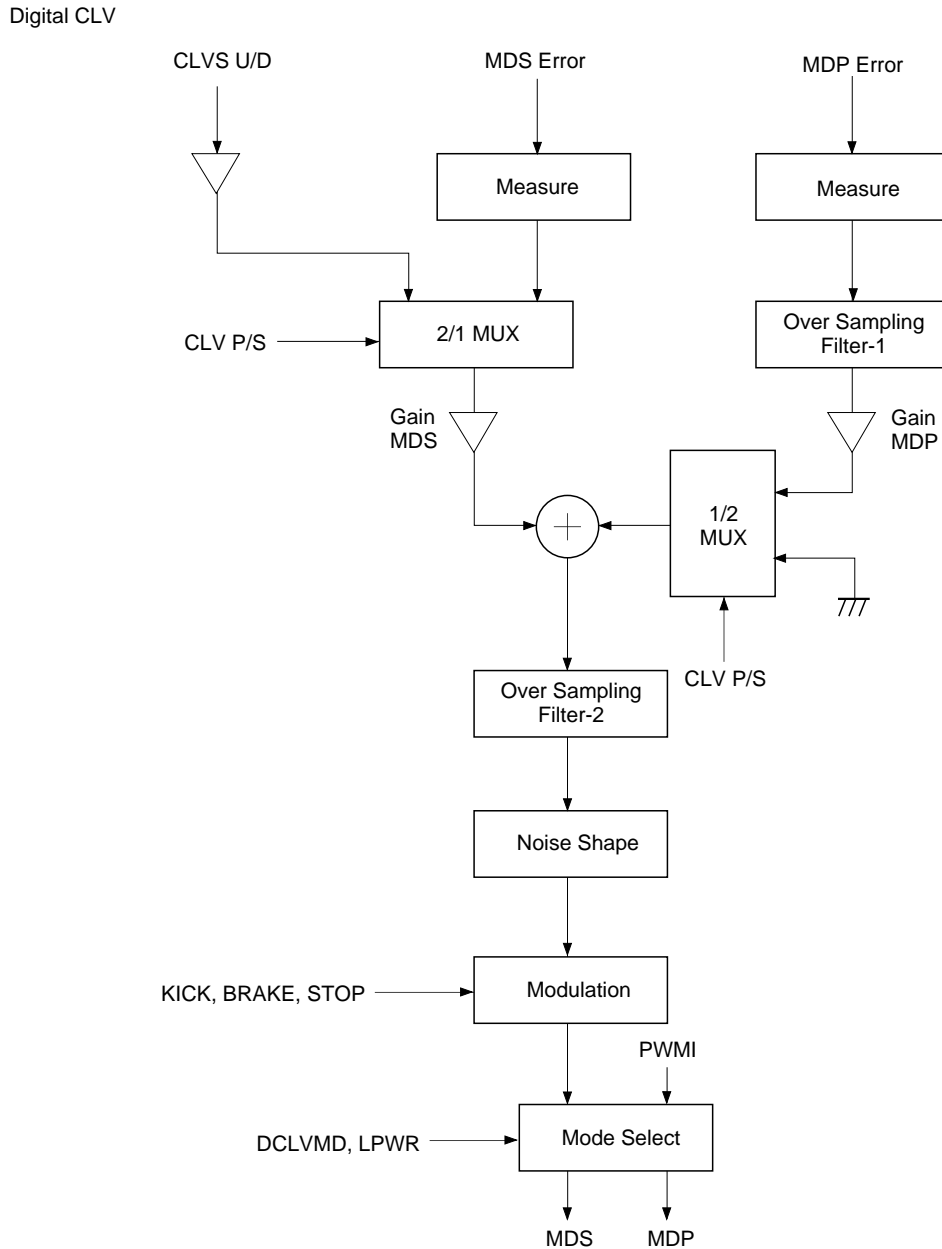 Digital CLV
CLVS U/D
MDS Error
MDP Error
Measure
Measure
CLV P/S
2/1 MUX
Over Sampling
Filter-1
Gain
MDS
Gain
MDP
1/2
MUX
CLV P/S
Over Sampling
Filter-2
Noise Shape
KICK, BRAKE, STOP
Modulation
PWMI
DCLVMD, LPWR
Mode Select
MDS
MDP